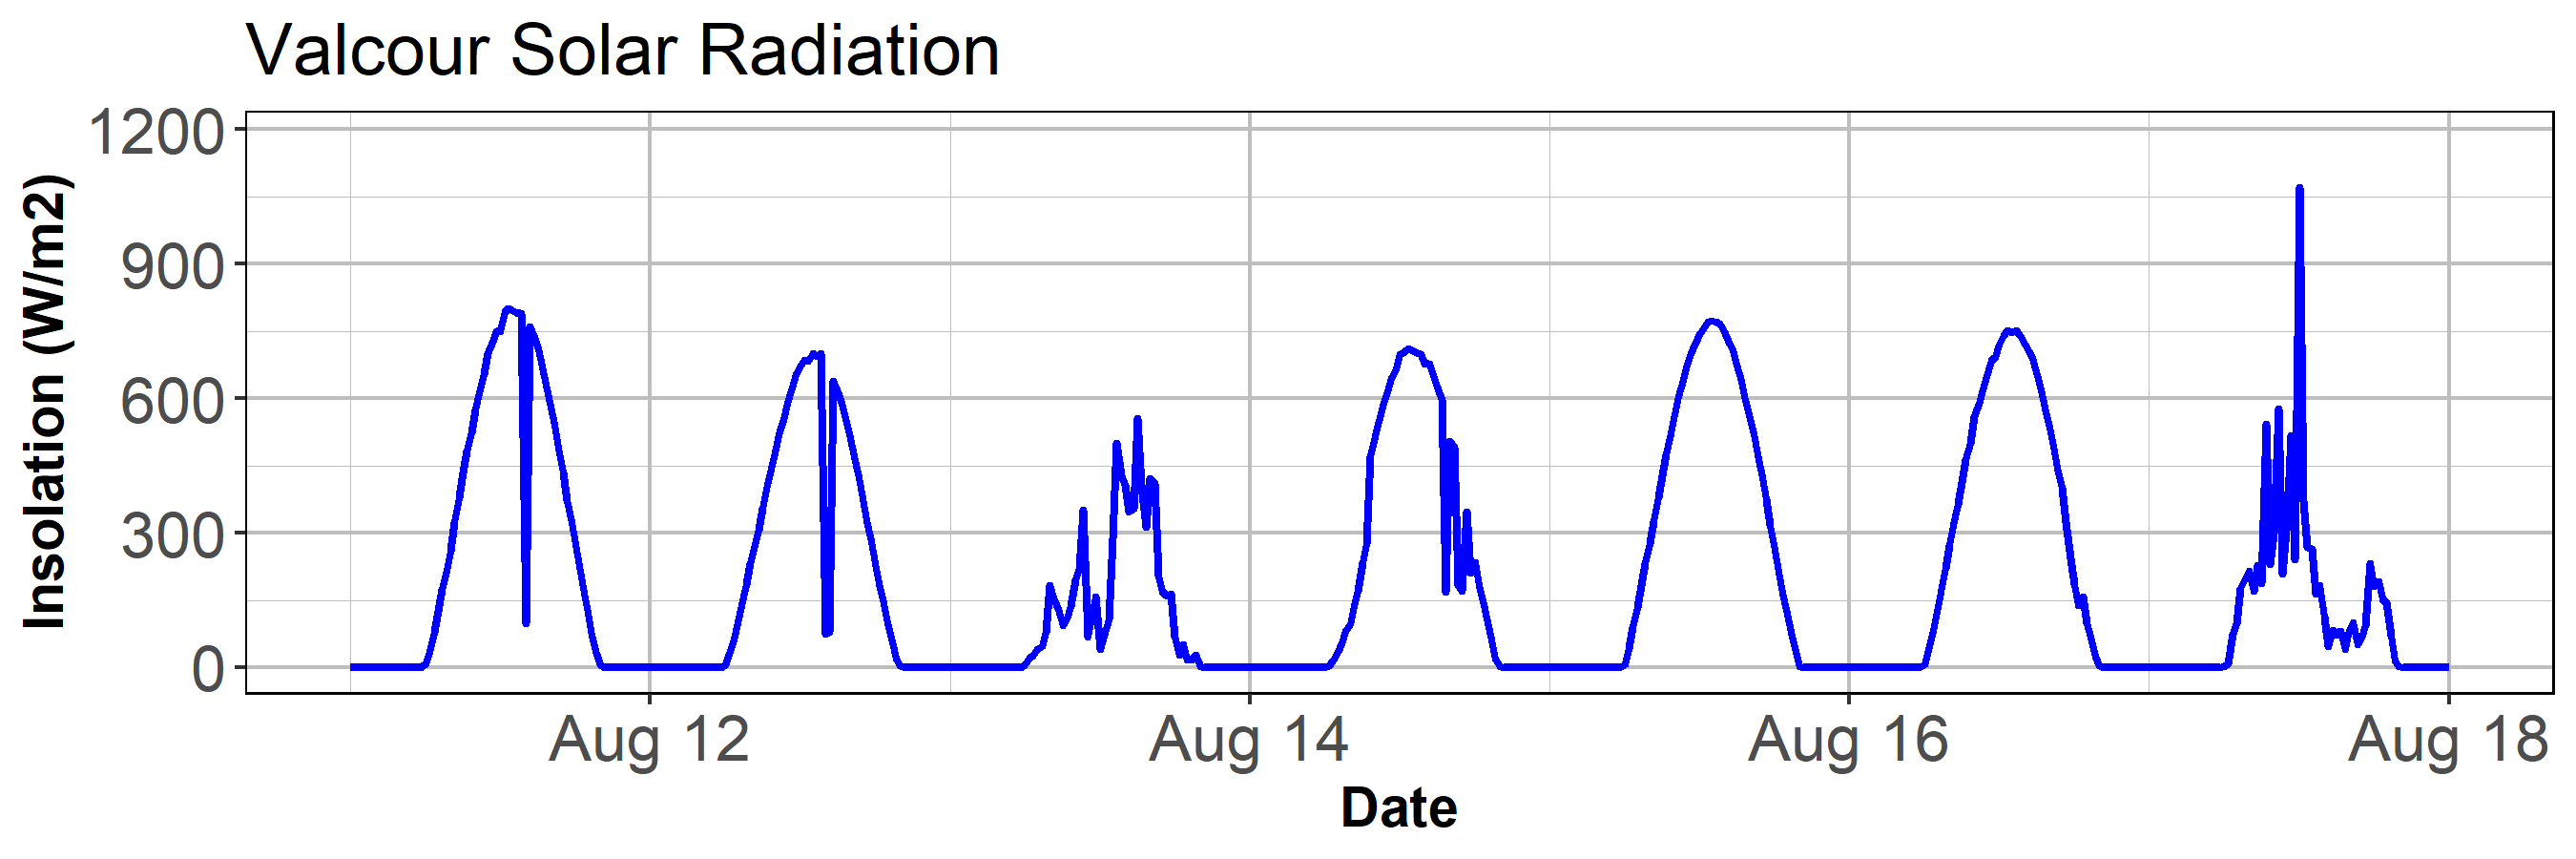 Valcour Solar Radiation
1200
900
600
300
0
Insolation (W/m2)
Aug 12 Aug 14 Aug 16 Aug 18
Date